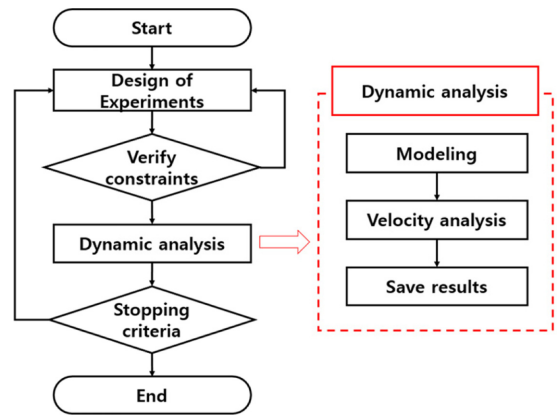 Start
Design of
Experiments
Verify
constraints
Dynamic analysis
Stopping
criteria
End
Dynamic analysis
Modeling
Velocity analysis
Save results